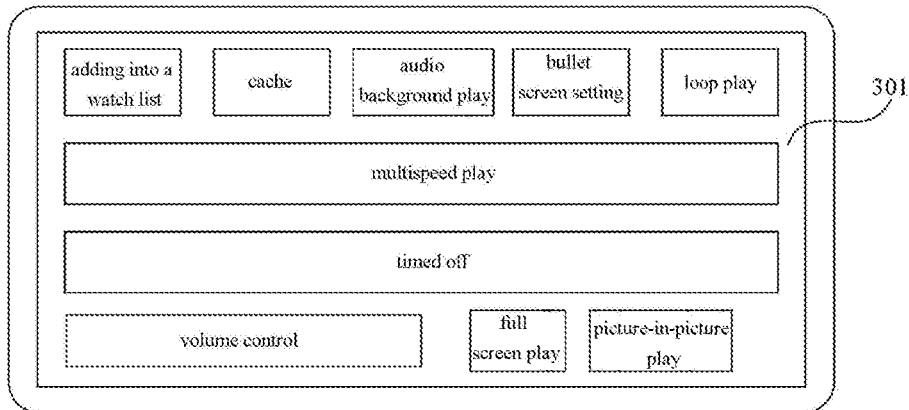 adding into a
watch list
cache
audio
background play
bullet
screen setting
loop play
301
multispeed play
timed off
volume control
full
screen play
picture-in-picture
play